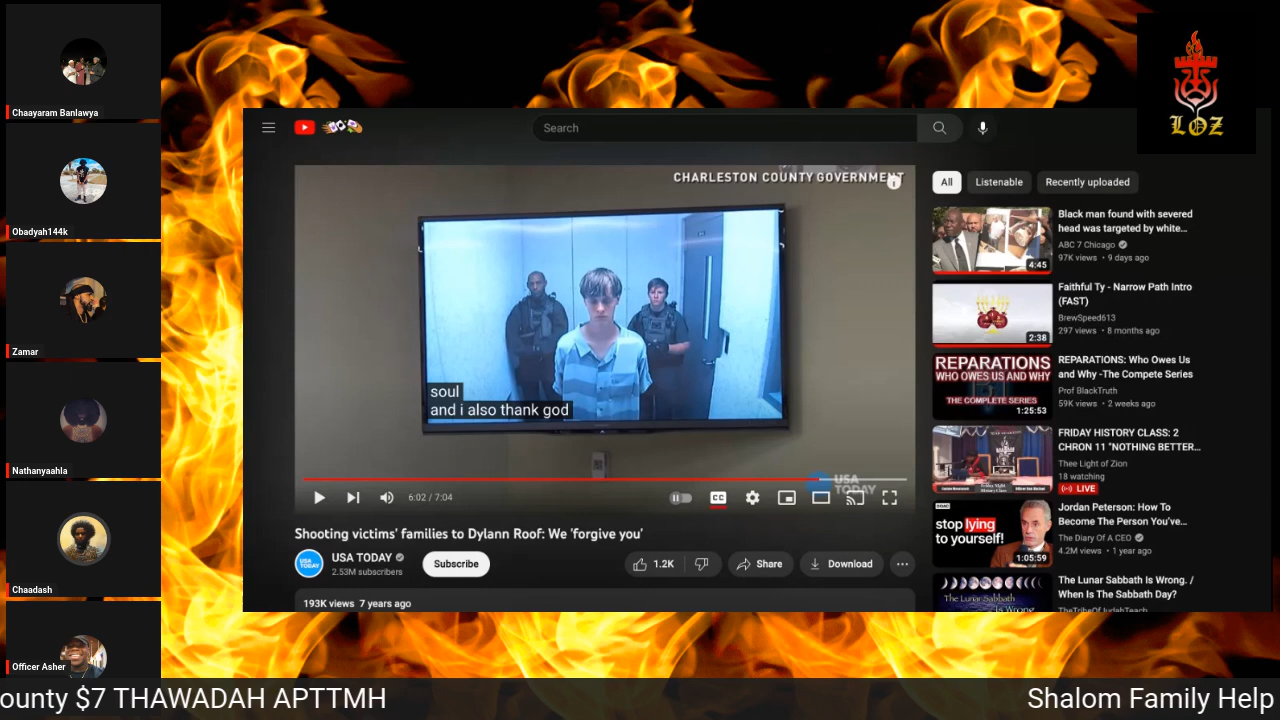 Chaayaram Banlawya
Obadyah144k
Zamar
Nathanyaahla
Chaadash
Officer Asher
LOZ
Search
CHARLESTON COUNTY GOVERNMENT
soul
and i also thank god
USA
TODAY
6:02 / 7:04
CC
Shooting victims' families to Dylann Roof: We 'forgive you'
USA TODAY
USA TODAY
2.53M subscribers
Subscribe
1.2K
Share
Download
193K views 7 years ago
All
Listenable
Recently uploaded
Black man found with severed
head was targeted by white...
ABC 7 Chicago
97K views • 9 days ago
4:45
Faithful Ty - Narrow Path Intro
(FAST)
BrewSpeed613
297 views • 8 months ago
2:38
REPARATIONS
WHO OWES US AND WHY
THE COMPLETE SERIES
1:25:53
REPARATIONS: Who Owes Us
and Why -The Compete Series
Prof BlackTruth
59K views • 2 weeks ago
FRIDAY HISTORY CLASS: 2
CHRON 11 "NOTHING BETTER...
Thee Light of Zion
18 watching
LIVE
stop lying
to yourself!
1:05:59
Jordan Peterson: How To
Become The Person You've...
The Diary Of A CEO
4.2M views • 1 year ago
The Lunar Sabbath
Is Wrong
The Lunar Sabbath Is Wrong. /
When Is The Sabbath Day?
TheTribeOfJudahTeach
ounty $7 THAWADAH APTTMH
Shalom Family Help